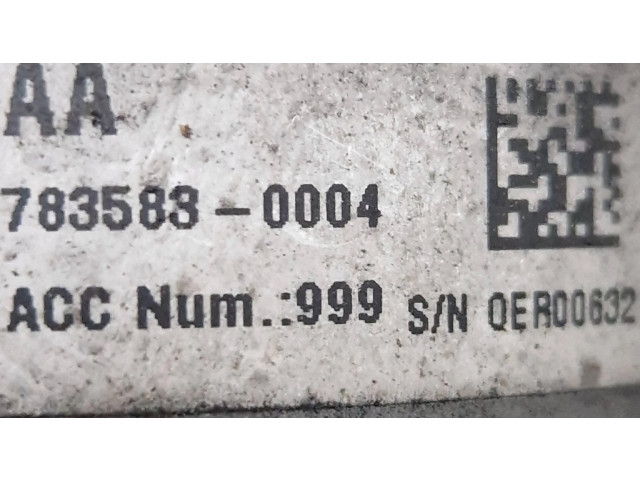 AA
783583-0004
ACC Num.:999 S/N QER00632